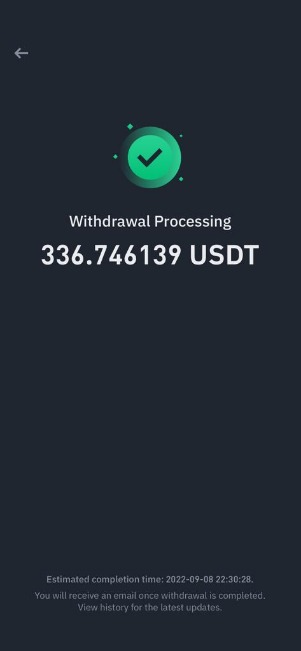 Withdrawal Processing
336.746139 USDT
Estimated completion time: 2022-09-08 22:30:28.
You will receive an email once withdrawal is completed.
View history for the latest updates.